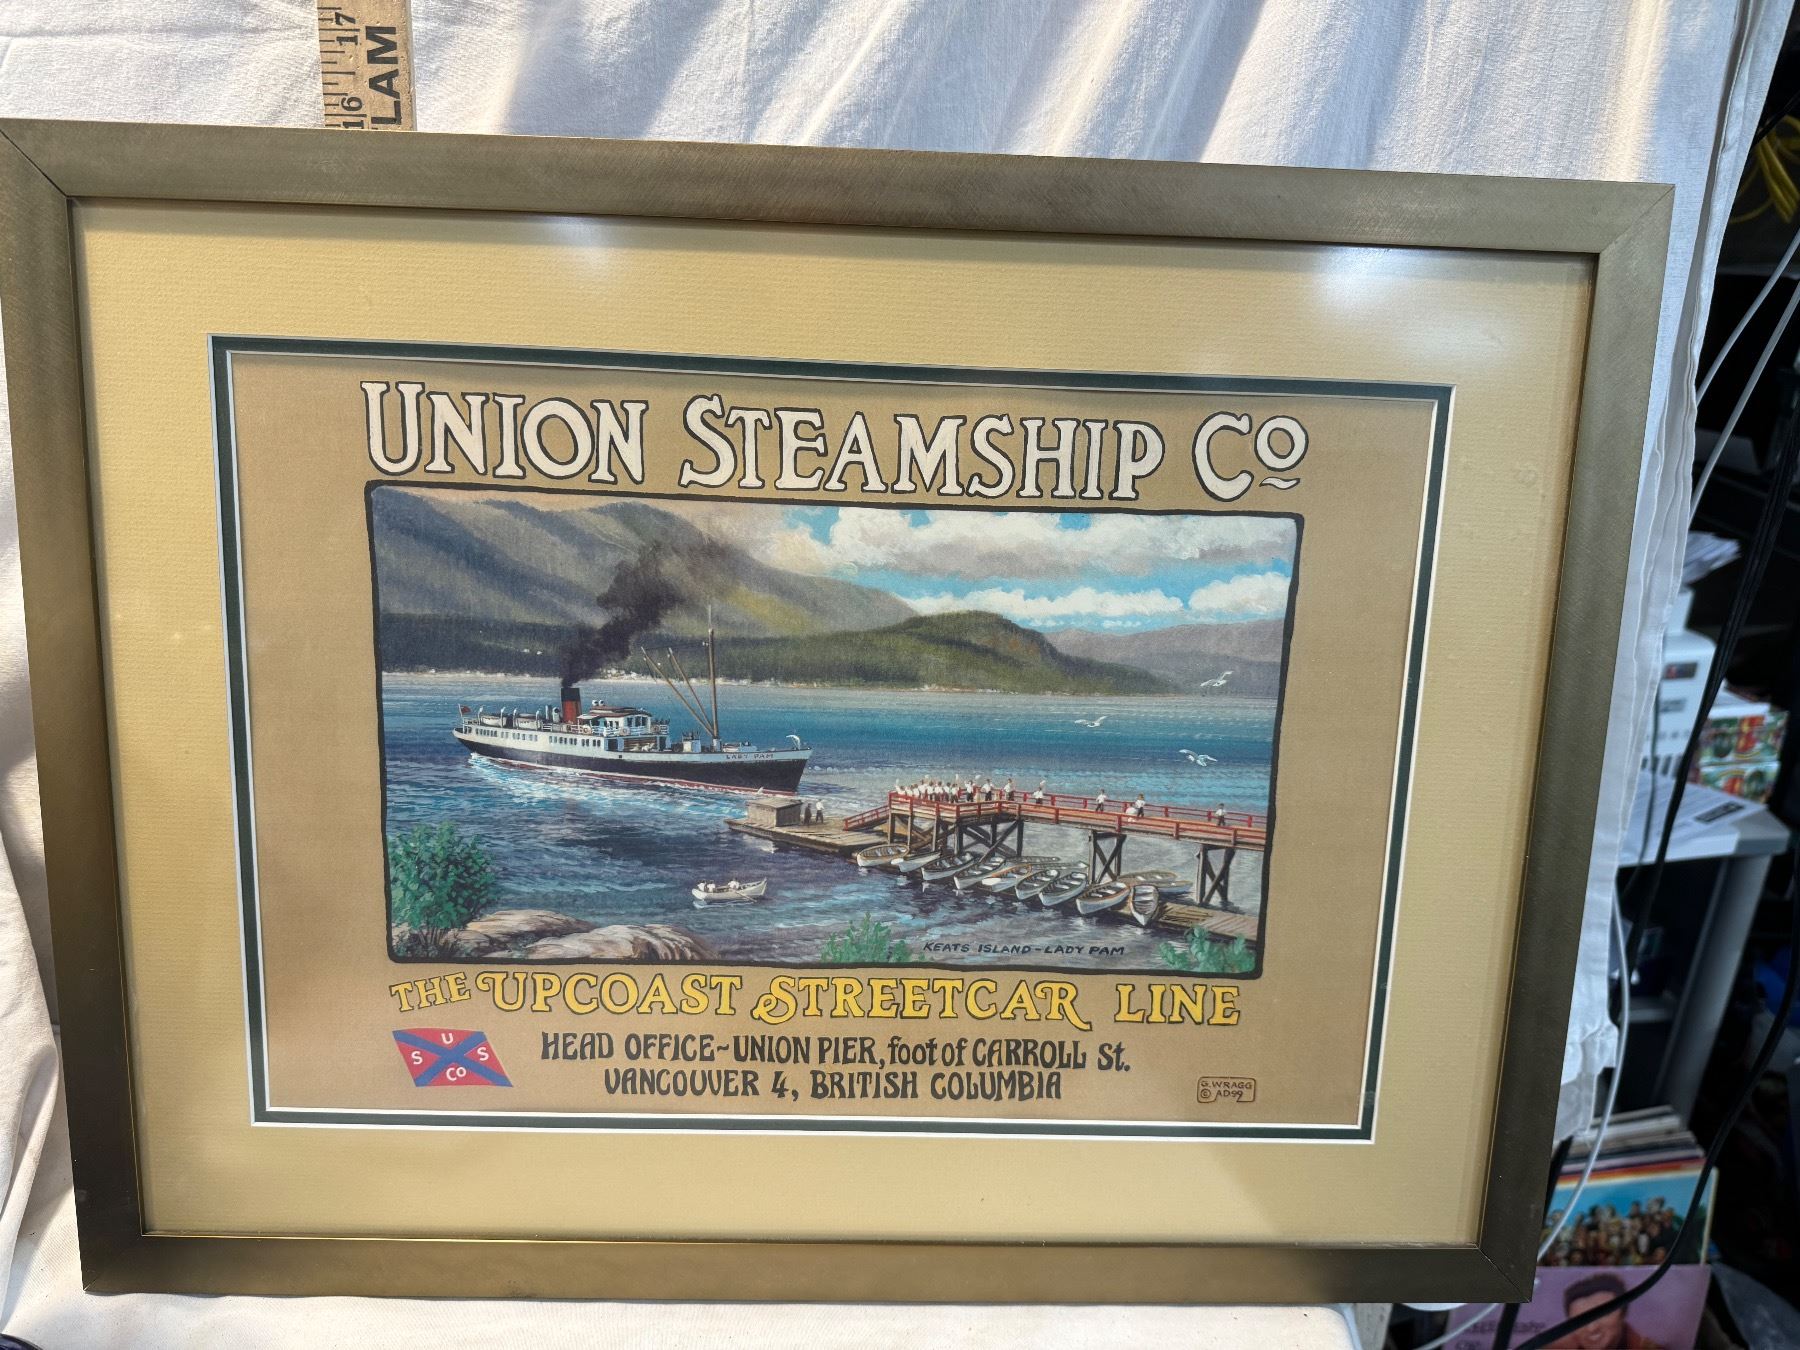 17
16
LAM
UNION STEAMSHIP Co
LADY PAM
KEATS ISLAND-LADY PAM
THE UPCOAST STREETCAR LINE
U
S S
Co
HEAD OFFICE~UNION PIER, foot of CARROLL St.
VANCOUVER 4, BRITISH COLUMBIA
G.WRAGG
© AD99